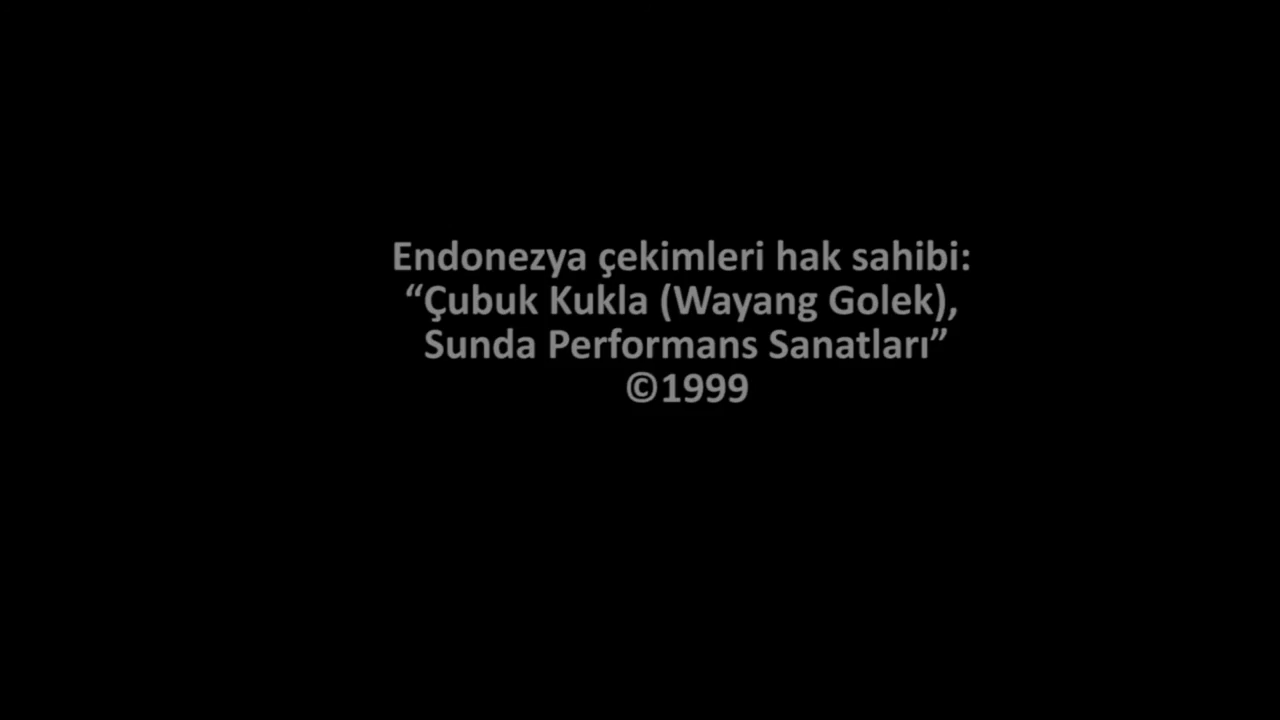 Endonezya çekimleri hak sahibi:
“Çubuk Kukla (Wayang Golek),
Sunda Performans Sanatları”
©1999